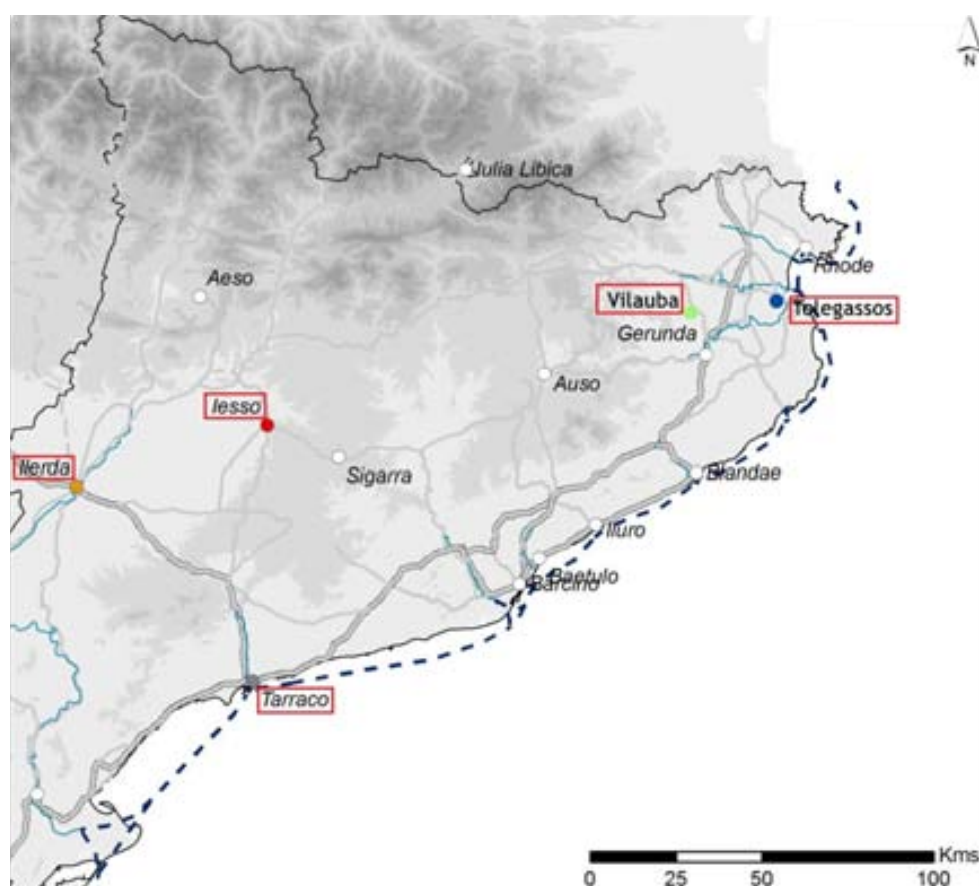 N
Julia Libica
Rhode
Aeso
Vilauba
Tolegassos
Gerunda
Auso
Iesso
Sigarra
Ilerda
Blandae
Iluro
Baetulo
Barcino
Tarraco
Kms
0 25 50 100